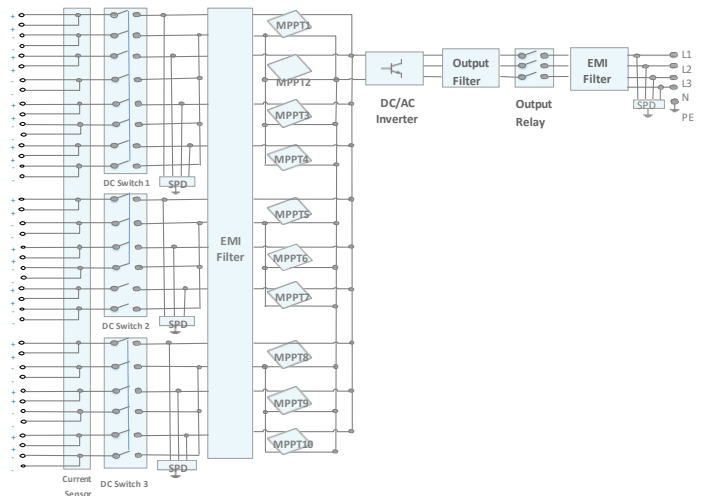 MPPT1
MPPT2
MPPT3
MPPT4
DC Switch 1
SPD
MPPT5
MPPT6
MPPT7
DC Switch 2
SPD
EMI
Filter
MPPT8
MPPT9
MPPT10
SPD
Current
Sensor
DC Switch 3
DC/AC
Inverter
Output
Filter
Output
Relay
EMI
Filter
SPD
L1
L2
L3
N
PE